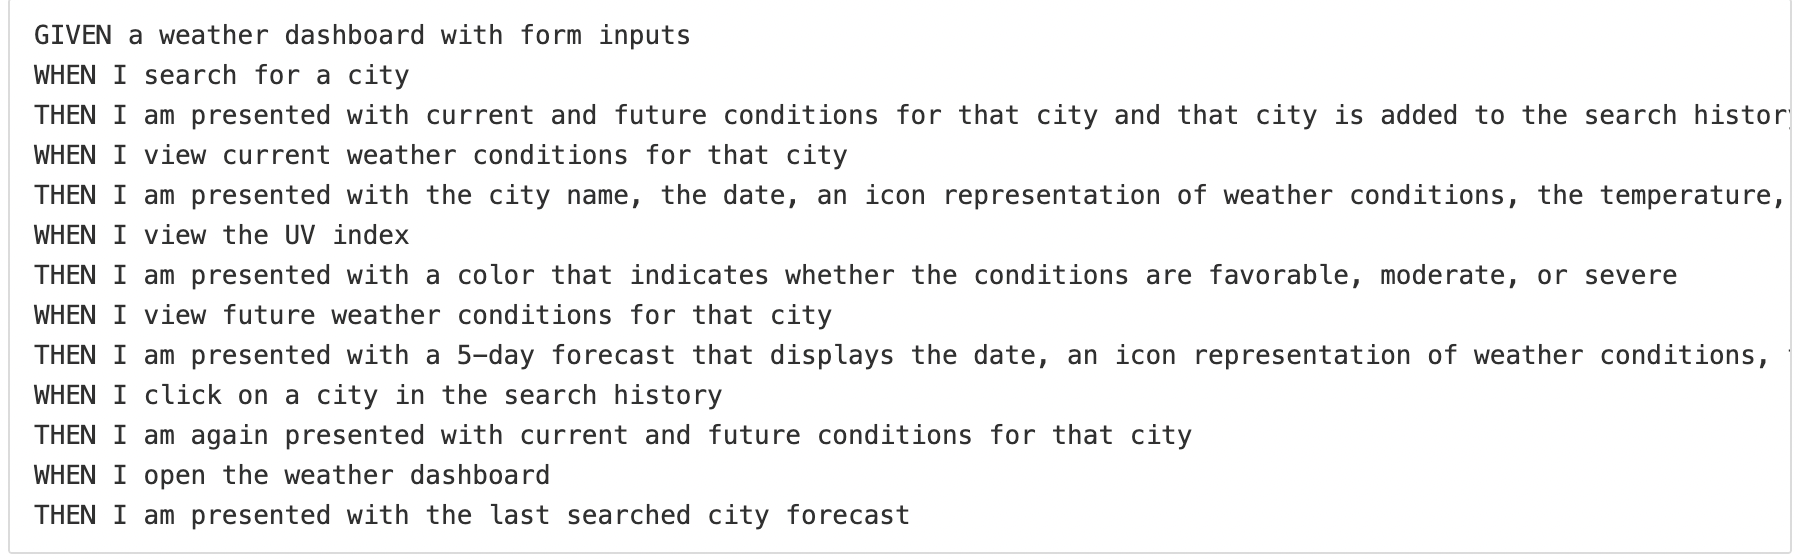 GIVEN a weather dashboard with form inputs
WHEN I search for a city
THEN I am presented with current and future conditions for that city and that city is added to the search
WHEN I view current weather conditions for that city
THEN I am presented with the city name, the date, an icon representation of weather conditions, the temperature,
WHEN I view the UV index
THEN I am presented with a color that indicates whether the conditions are favorable, moderate, or severe
WHEN I view future weather conditions for that city
THEN I am presented with a 5-day forecast that displays the date, an icon representation of weather conditions,
WHEN I click on a city in the search history
THEN I am again presented with current and future conditions for that city
WHEN I open the weather dashboard
THEN I am presented with the last searched city forecast